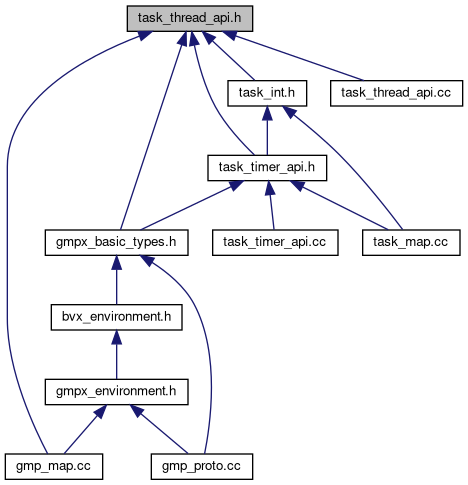 task_thread_api.h
task_int.h
task_thread_api.cc
task_timer_api.h
gmpx_basic_types.h
task_timer_api.cc
task_map.cc
bvx_environment.h
gmpx_environment.h
gmp_map.cc
gmp_proto.cc